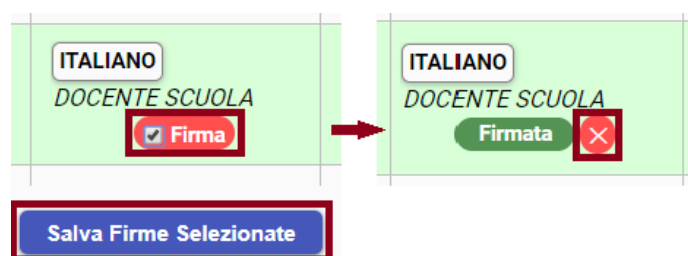 ITALIANO
DOCENTE SCUOLA
Firma
Salva Firme Selezionate
ITALIANO
DOCENTE SCUOLA
Firmata